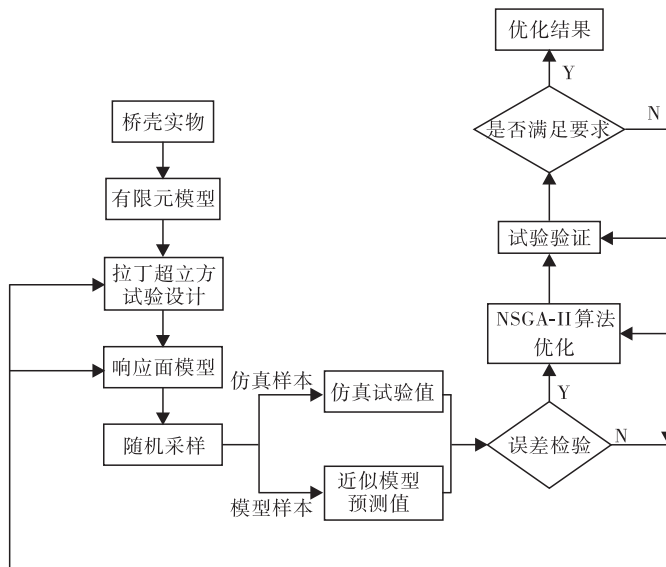 优化结果
Y
是否满足要求
N
桥壳实物
有限元模型
试验验证
拉丁超立方
试验设计
NSGA-II算法
优化
响应面模型
仿真样本
仿真试验值
Y
随机采样
误差检验
N
模型样本
近似模型
预测值